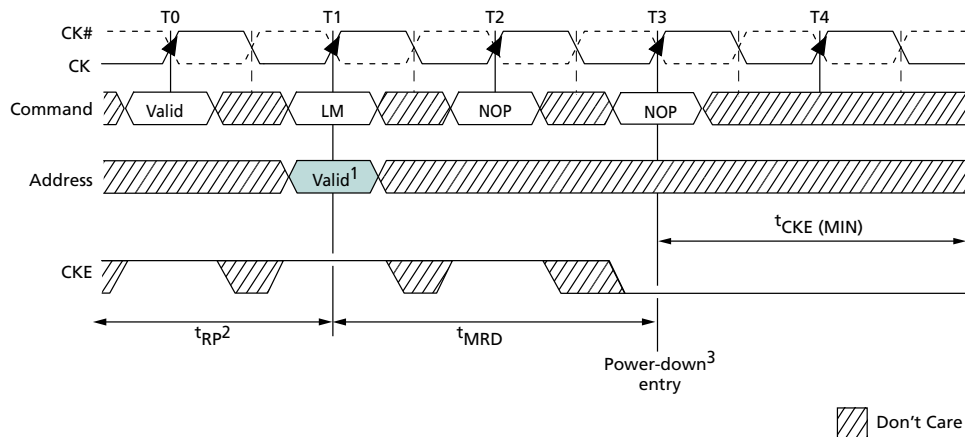 T0 T1 T2 T3 T4
CK#
CK
Command Valid LM NOP NOP
Address Valid1
tCKE (MIN)
CKE
tRP2 tMRD
Power-down3
entry
Don't Care